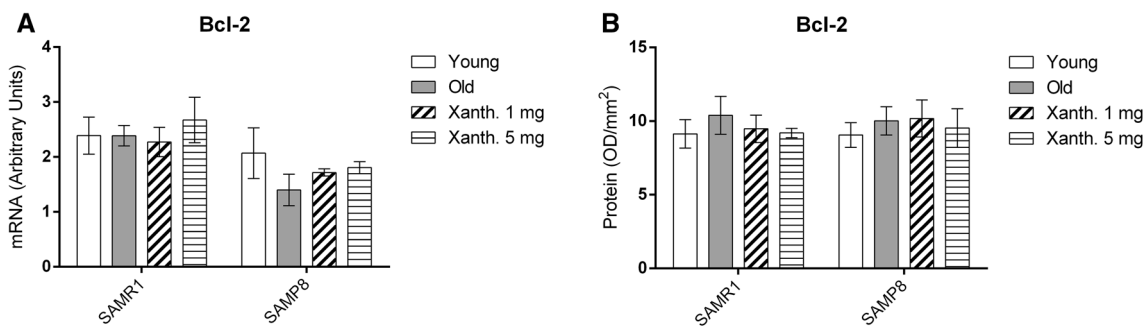 A
Bcl-2
mRNA (Arbitrary Units)
4
3
2
1
0
SAMR1
SAMP8
Young
Old
Xanth. 1 mg
Xanth. 5 mg
B
Bcl-2
Protein (OD/mm²)
15
10
5
0
SAMR1
SAMP8
Young
Old
Xanth. 1 mg
Xanth. 5 mg